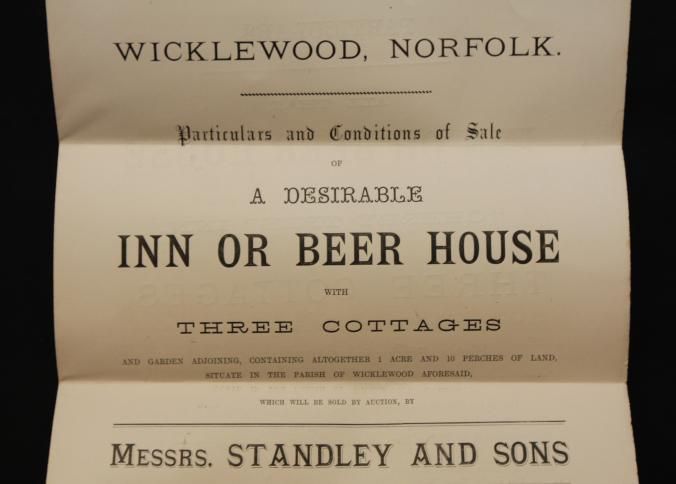 WICKLEWOOD, NORFOLK.
Particulars and Conditions of Sale
OF
A DESIRABLE
INN OR BEER HOUSE
WITH
THREE COTTAGES
AND GARDEN ADJOINING, CONTAINING ALTOGETHER 1 ACRE AND 10 PERCHES OF LAND,
SITUATE IN THE PARISH OF WICKLEWOOD AFORESAID,
WHICH WILL BE SOLD BY AUCTION, BY
MESSRS. STANDLEY AND SONS